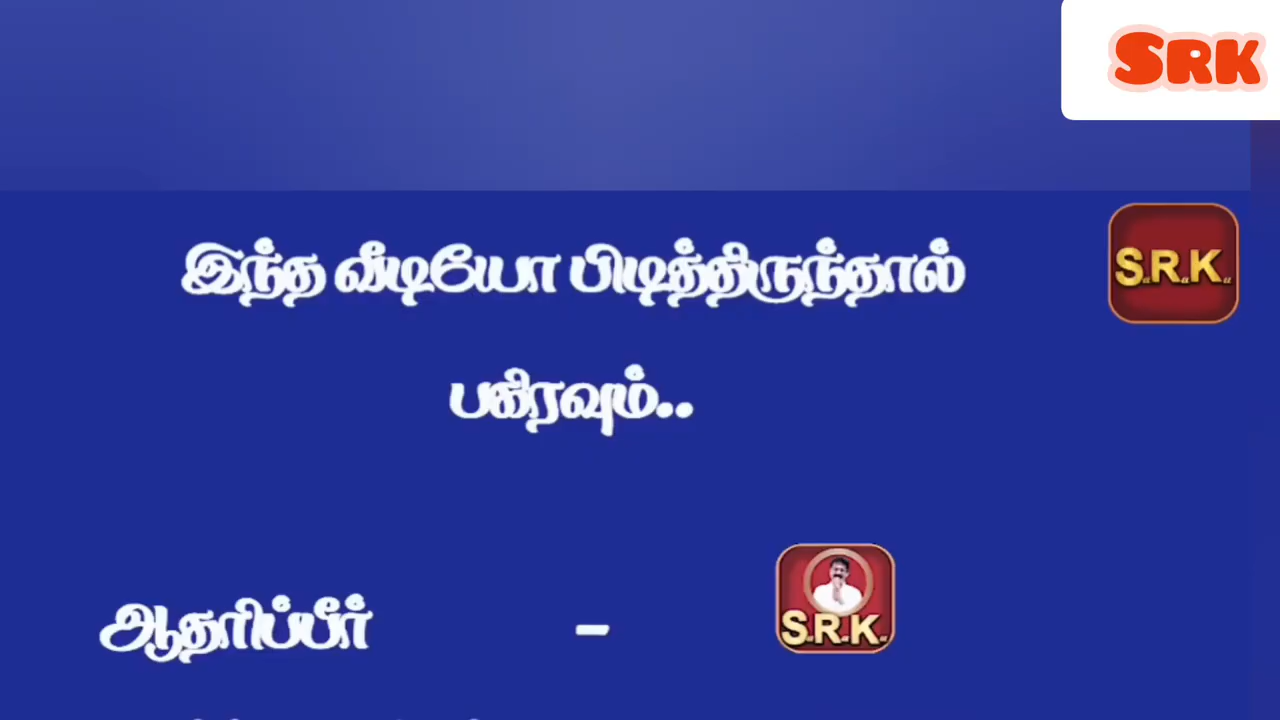 SRK
இந்த வீடியோ பிடித்திருந்தால்
S.R.K.
பகிரவும்..
ஆதரிப்பீர் -
S.R.K.